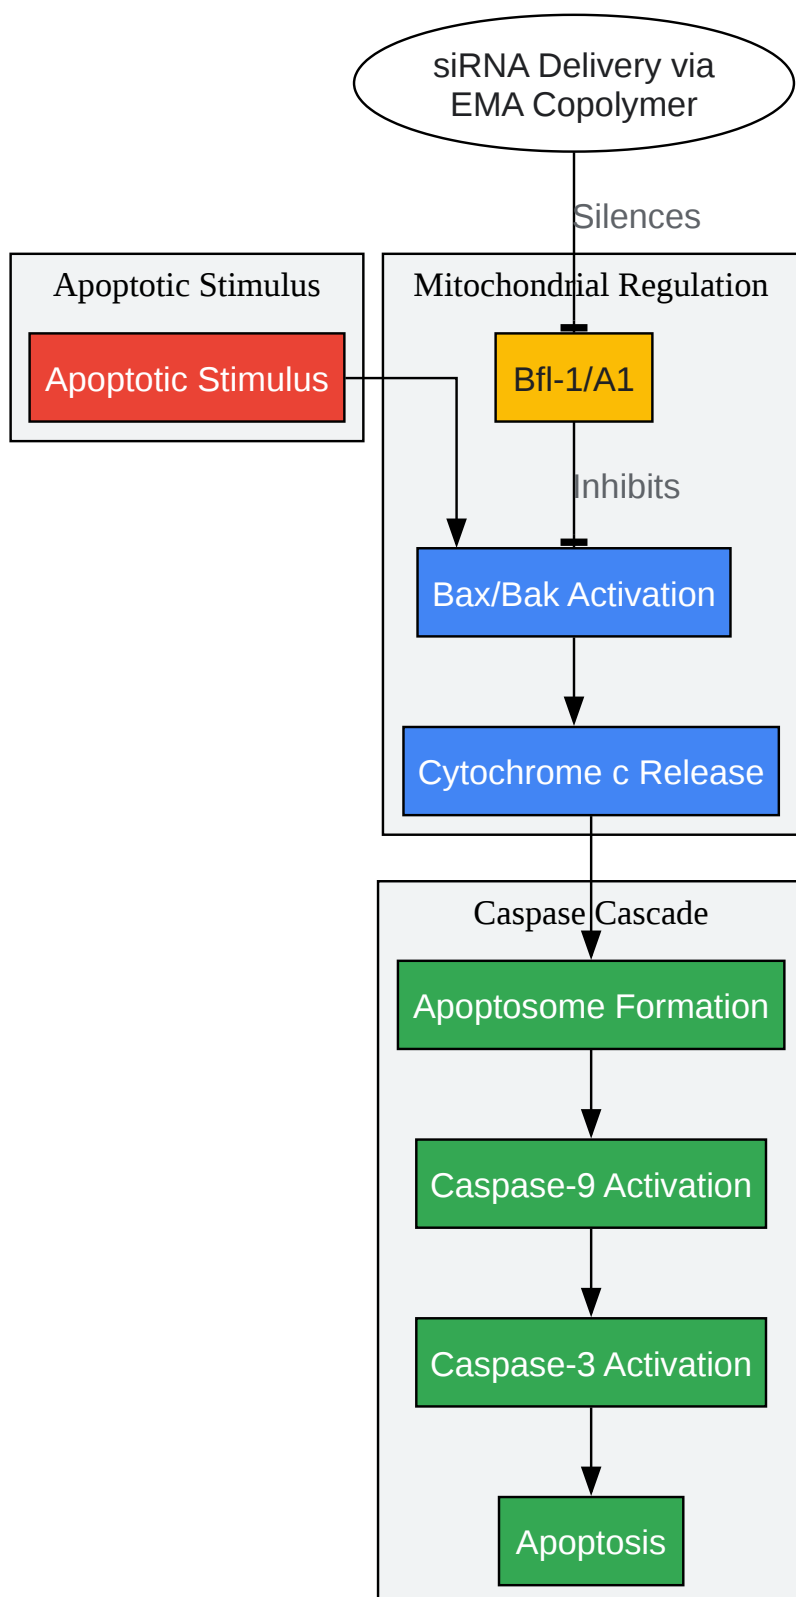 siRNA Delivery via
EMA Copolymer
Silences
Apoptotic Stimulus
Mitochondrial Regulation
Apoptotic Stimulus
Bfl-1/A1
Inhibits
Bax/Bak Activation
Cytochrome c Release
Caspase Cascade
Apoptosome Formation
Caspase-9 Activation
Caspase-3 Activation
Apoptosis